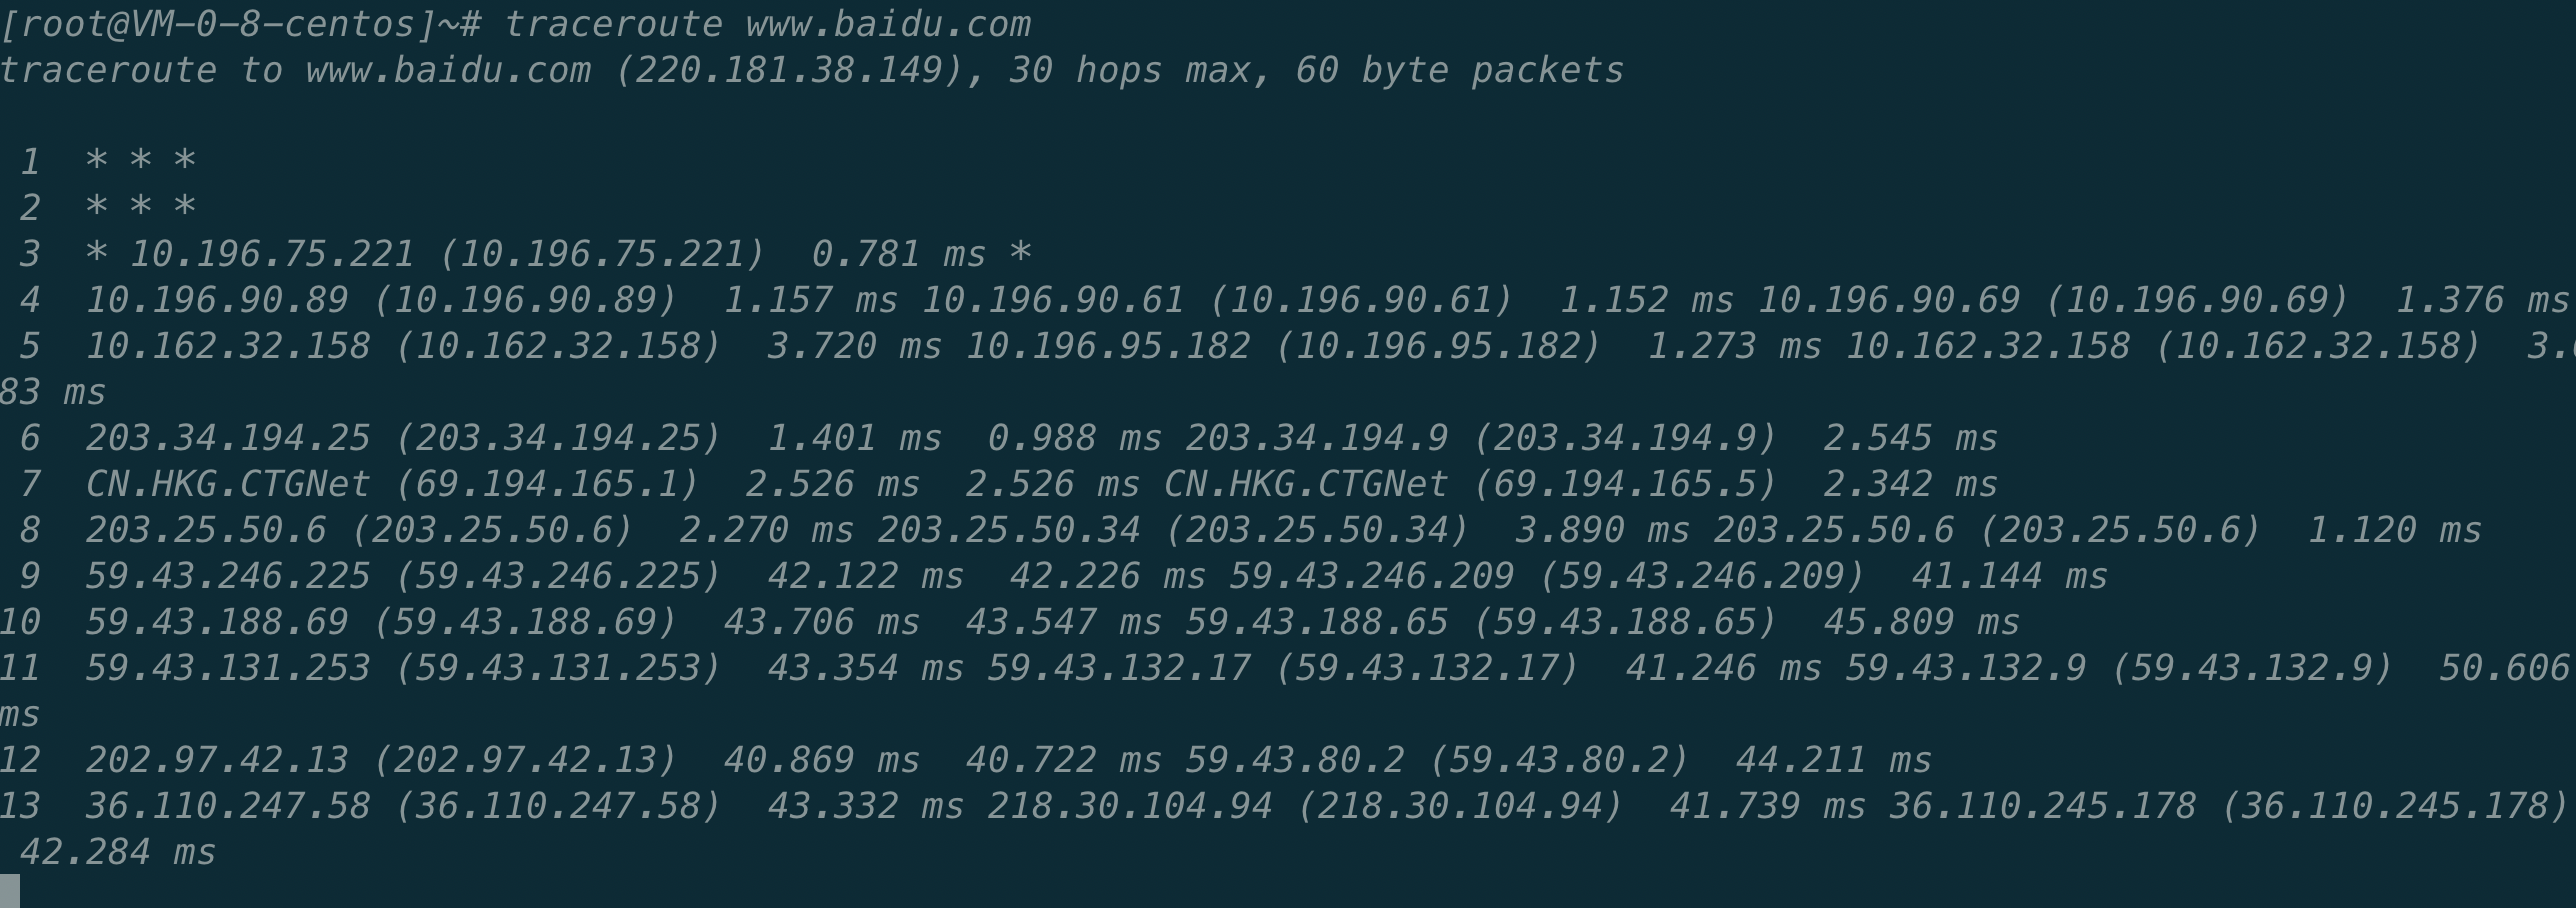 [root@VM-0-8-centos]~# traceroute www.baidu.com
traceroute to www.baidu.com (220.181.38.149), 30 hops max, 60 byte packets
1 * * *
2 * * *
3 * 10.196.75.221 (10.196.75.221) 0.781 ms *
4 10.196.90.89 (10.196.90.89) 1.157 ms 10.196.90.61 (10.196.90.61) 1.152 ms 10.196.90.69 (10.196.90.69) 1.376 ms
5 10.162.32.158 (10.162.32.158) 3.720 ms 10.196.95.182 (10.196.95.182) 1.273 ms 10.162.32.158 (10.162.32.158) 3.
83 ms
6 203.34.194.25 (203.34.194.25) 1.401 ms 0.988 ms 203.34.194.9 (203.34.194.9) 2.545 ms
7 CN.HKG.CTGNet (69.194.165.1) 2.526 ms 2.526 ms CN.HKG.CTGNet (69.194.165.5) 2.342 ms
8 203.25.50.6 (203.25.50.6) 2.270 ms 203.25.50.34 (203.25.50.34) 3.890 ms 203.25.50.6 (203.25.50.6) 1.120 ms
9 59.43.246.225 (59.43.246.225) 42.122 ms 42.226 ms 59.43.246.209 (59.43.246.209) 41.144 ms
10 59.43.188.69 (59.43.188.69) 43.706 ms 43.547 ms 59.43.188.65 (59.43.188.65) 45.809 ms
11 59.43.131.253 (59.43.131.253) 43.354 ms 59.43.132.17 (59.43.132.17) 41.246 ms 59.43.132.9 (59.43.132.9) 50.606
ms
12 202.97.42.13 (202.97.42.13) 40.869 ms 40.722 ms 59.43.80.2 (59.43.80.2) 44.211 ms
13 36.110.247.58 (36.110.247.58) 43.332 ms 218.30.104.94 (218.30.104.94) 41.739 ms 36.110.245.178 (36.110.245.178)
42.284 ms